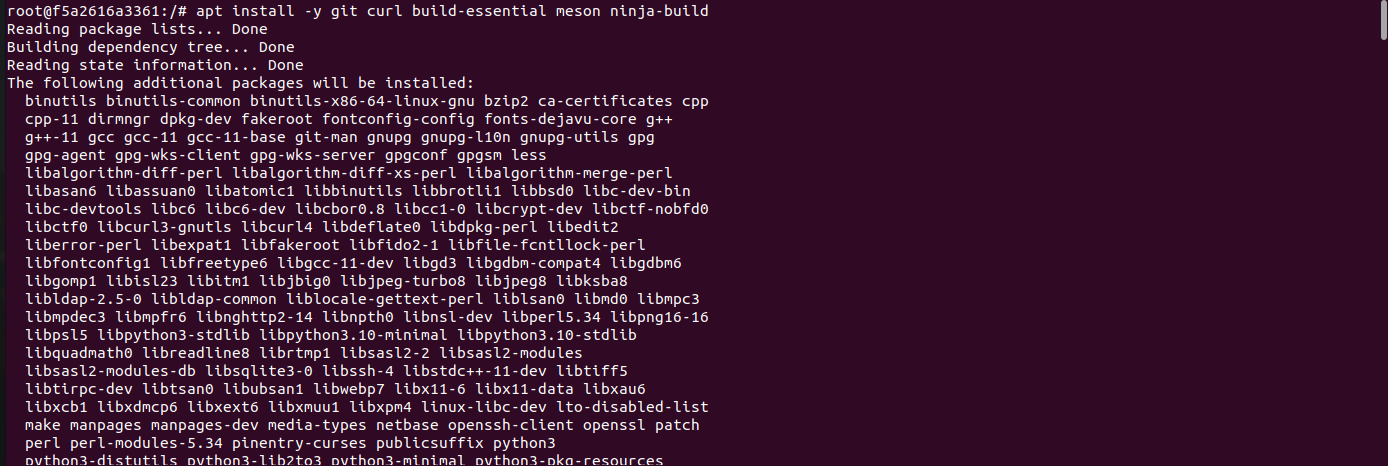 root@f5a2616a3361:/# apt install -y git curl build-essential meson ninja-build
Reading package lists... Done
Building dependency tree... Done
Reading state information... Done
The following additional packages will be installed:
  binutils binutils-common binutils-x86-64-linux-gnu bzip2 ca-certificates cpp
  cpp-11 dirmngr dpkg-dev fakeroot fontconfig-config fonts-dejavu-core g++
  g++-11 gcc gcc-11 gcc-11-base git-man gnupg gnupg-l10n gnupg-utils gpg
  gpg-agent gpg-wks-client gpg-wks-server gpgconf gpgsm less
  libalgorithm-diff-perl libalgorithm-diff-xs-perl libalgorithm-merge-perl
  libasan6 libassuan0 libatomic1 libbinutils libbrotli1 libbsd0 libc-dev-bin
  libc-devtools libc6 libc6-dev libcbor0.8 libcc1-0 libcrypt-dev libctf-nobfd0
  libctf0 libcurl3-gnutls libcurl4 libdeflate0 libdpkg-perl libedit2
  liberror-perl libexpat1 libfakeroot libfido2-1 libfile-fcntllock-perl
  libfontconfig1 libfreetype6 libgcc-11-dev libgd3 libgdbm-compat4 libgdbm6
  libgomp1 libisl23 libitm1 libjbig0 libjpeg-turbo8 libjpeg8 libksba8
  libldap-2.5-0 libldap-common liblocale-gettext-perl liblsan0 libmd0 libmpc3
  libmpdec3 libmpfr6 libnghttp2-14 libnpth0 libnsl-dev libperl5.34 libpng16-16
  libpsl5 libpython3-stdlib libpython3.10-minimal libpython3.10-stdlib
  libquadmath0 libreadline8 librtmp1 libsasl2-2 libsasl2-modules
  libsasl2-modules-db libsqlite3-0 libssh-4 libstdc++-11-dev libtiff5
  libtirpc-dev libtsan0 libubsan1 libwebp7 libx11-6 libx11-data libxau6
  libxcb1 libxdmcp6 libxext6 libxmuu1 libxpm4 linux-libc-dev lto-disabled-list
  make manpages manpages-dev media-types netbase openssh-client openssl patch
  perl perl-modules-5.34 pinentry-curses publicsuffix python3
  python3-distutils python3-lib2to3 python3-minimal python3-pkg-resources